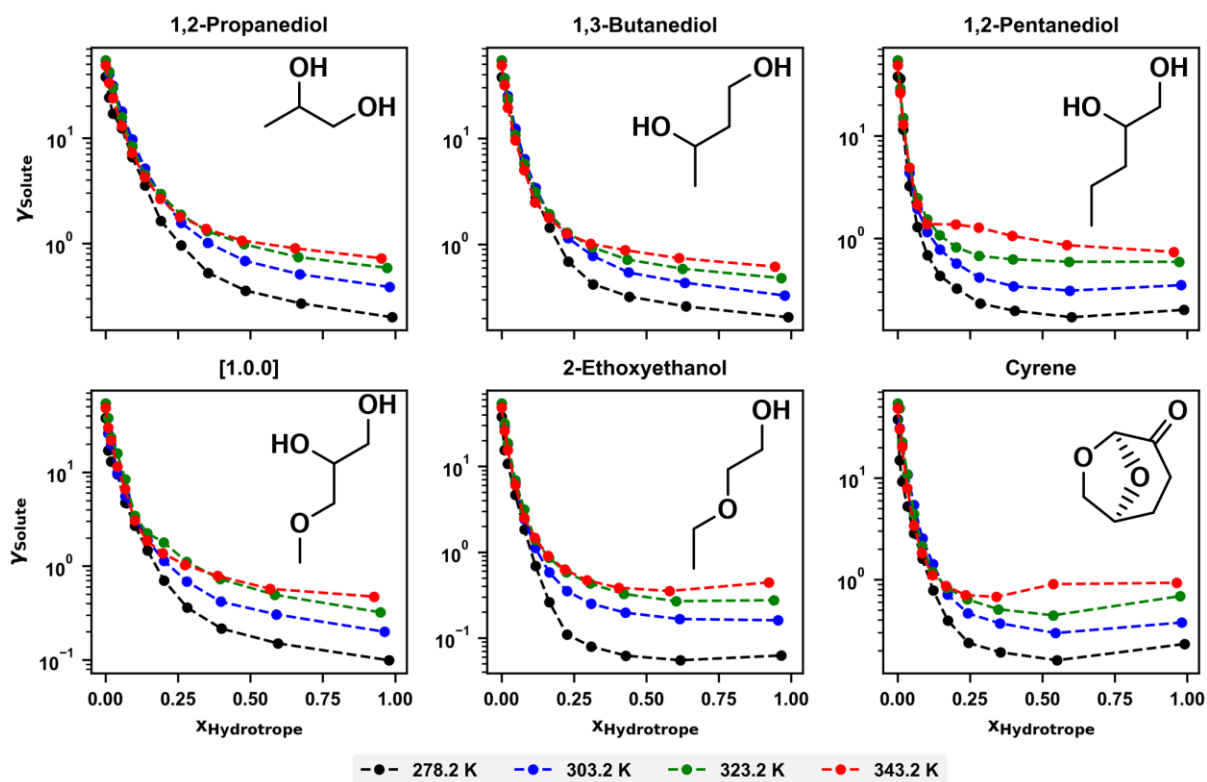 1,2-Propanediol
1,3-Butanediol
1,2-Pentanediol
γSolute
10¹
10⁰
OH
OH
10¹
10⁰
OH
HO
10¹
10⁰
OH
HO
[1.0.0]
2-Ethoxyethanol
Cyrene
γSolute
10¹
10⁰
10⁻¹
OH
HO
O
10¹
10⁰
10⁻¹
OH
O
10¹
10⁰
O
O
O
0.00 0.25 0.50 0.75 1.00
0.00 0.25 0.50 0.75 1.00
0.00 0.25 0.50 0.75 1.00
xHydrotrope
xHydrotrope
xHydrotrope
278.2 K 303.2 K 323.2 K 343.2 K